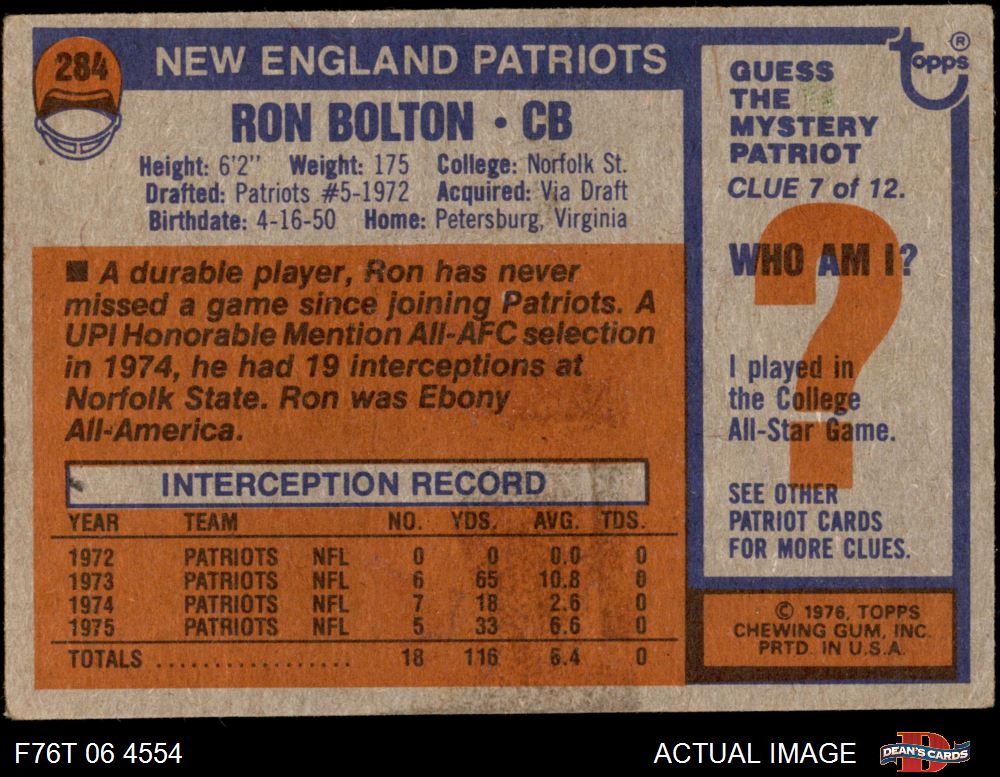 284
NEW ENGLAND PATRIOTS
RON BOLTON • CB
Height: 6'2" Weight: 175 College: Norfolk St.
Drafted: Patriots #5-1972 Acquired: Via Draft
Birthdate: 4-16-50 Home: Petersburg, Virginia
■ A durable player, Ron has never
missed a game since joining Patriots. A
UPI Honorable Mention All-AFC selection
in 1974, he had 19 interceptions at
Norfolk State. Ron was Ebony
All-America.
INTERCEPTION RECORD
YEAR TEAM NO. YDS. AVG. TDS.
1972 PATRIOTS NFL 0 0 0.0 0
1973 PATRIOTS NFL 6 65 10.8 0
1974 PATRIOTS NFL 7 18 2.6 0
1975 PATRIOTS NFL 5 33 6.6 0
TOTALS .................. 18 116 6.4 0
topps®
GUESS
THE
MYSTERY
PATRIOT
CLUE 7 of 12.
WHO AM I?
?
I played in
the College
All-Star Game.
SEE OTHER
PATRIOT CARDS
FOR MORE CLUES.
© 1976, TOPPS
CHEWING GUM, INC.
PRTD. IN U.S.A.
F76T 06 4554
ACTUAL IMAGE
D
DEAN'S CARDS